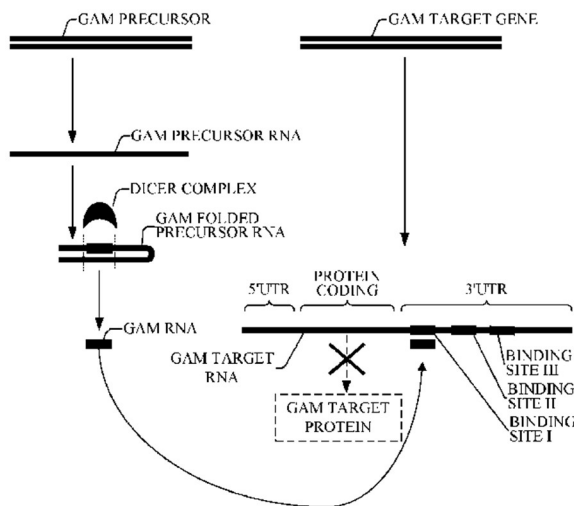 GAM PRECURSOR
GAM TARGET GENE
GAM PRECURSOR RNA
DICER COMPLEX
GAM FOLDED
PRECURSOR RNA
GAM RNA
5'UTR
PROTEIN
CODING
3'UTR
GAM TARGET
RNA
GAM TARGET
PROTEIN
BINDING
SITE III
BINDING
SITE II
BINDING
SITE I